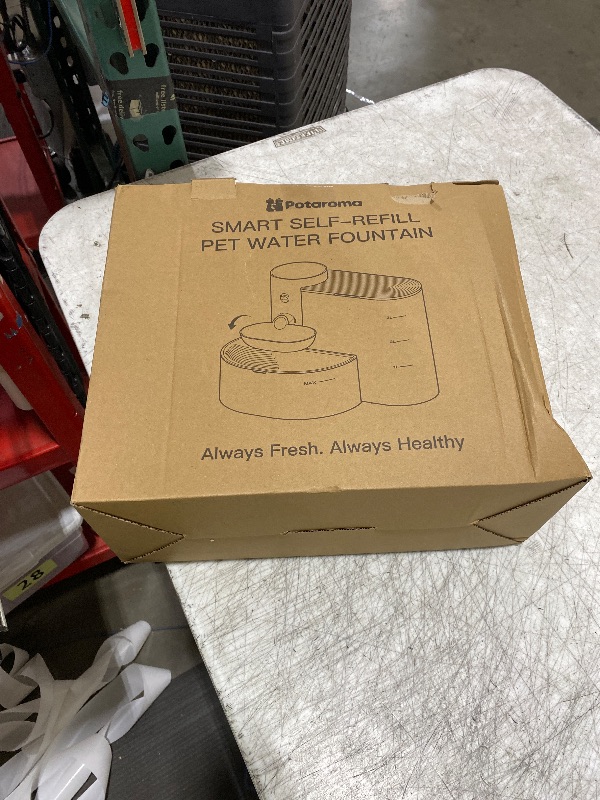 Potaroma
SMART SELF-REFILL
PET WATER FOUNTAIN
MAX
Always Fresh. Always Healthy
28